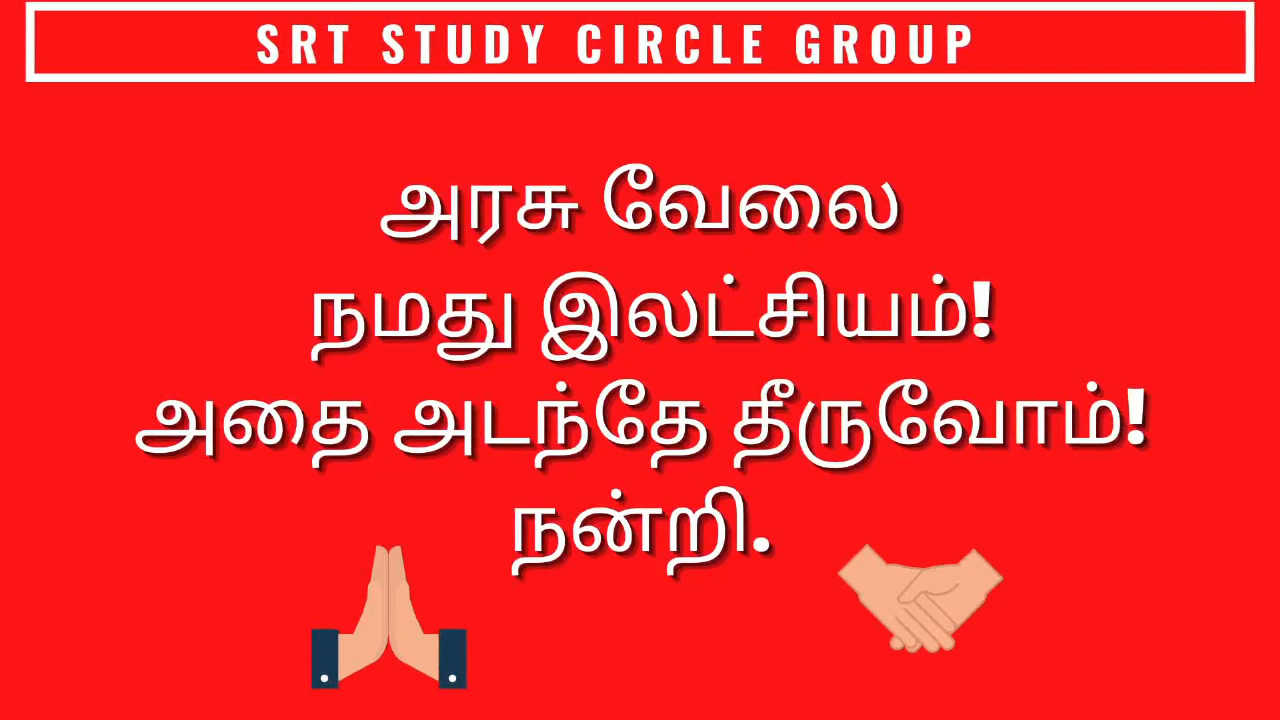 SRT STUDY CIRCLE GROUP
அரசு வேலை
நமது இலட்சியம்!
அதை அடந்தே தீருவோம்!
நன்றி.